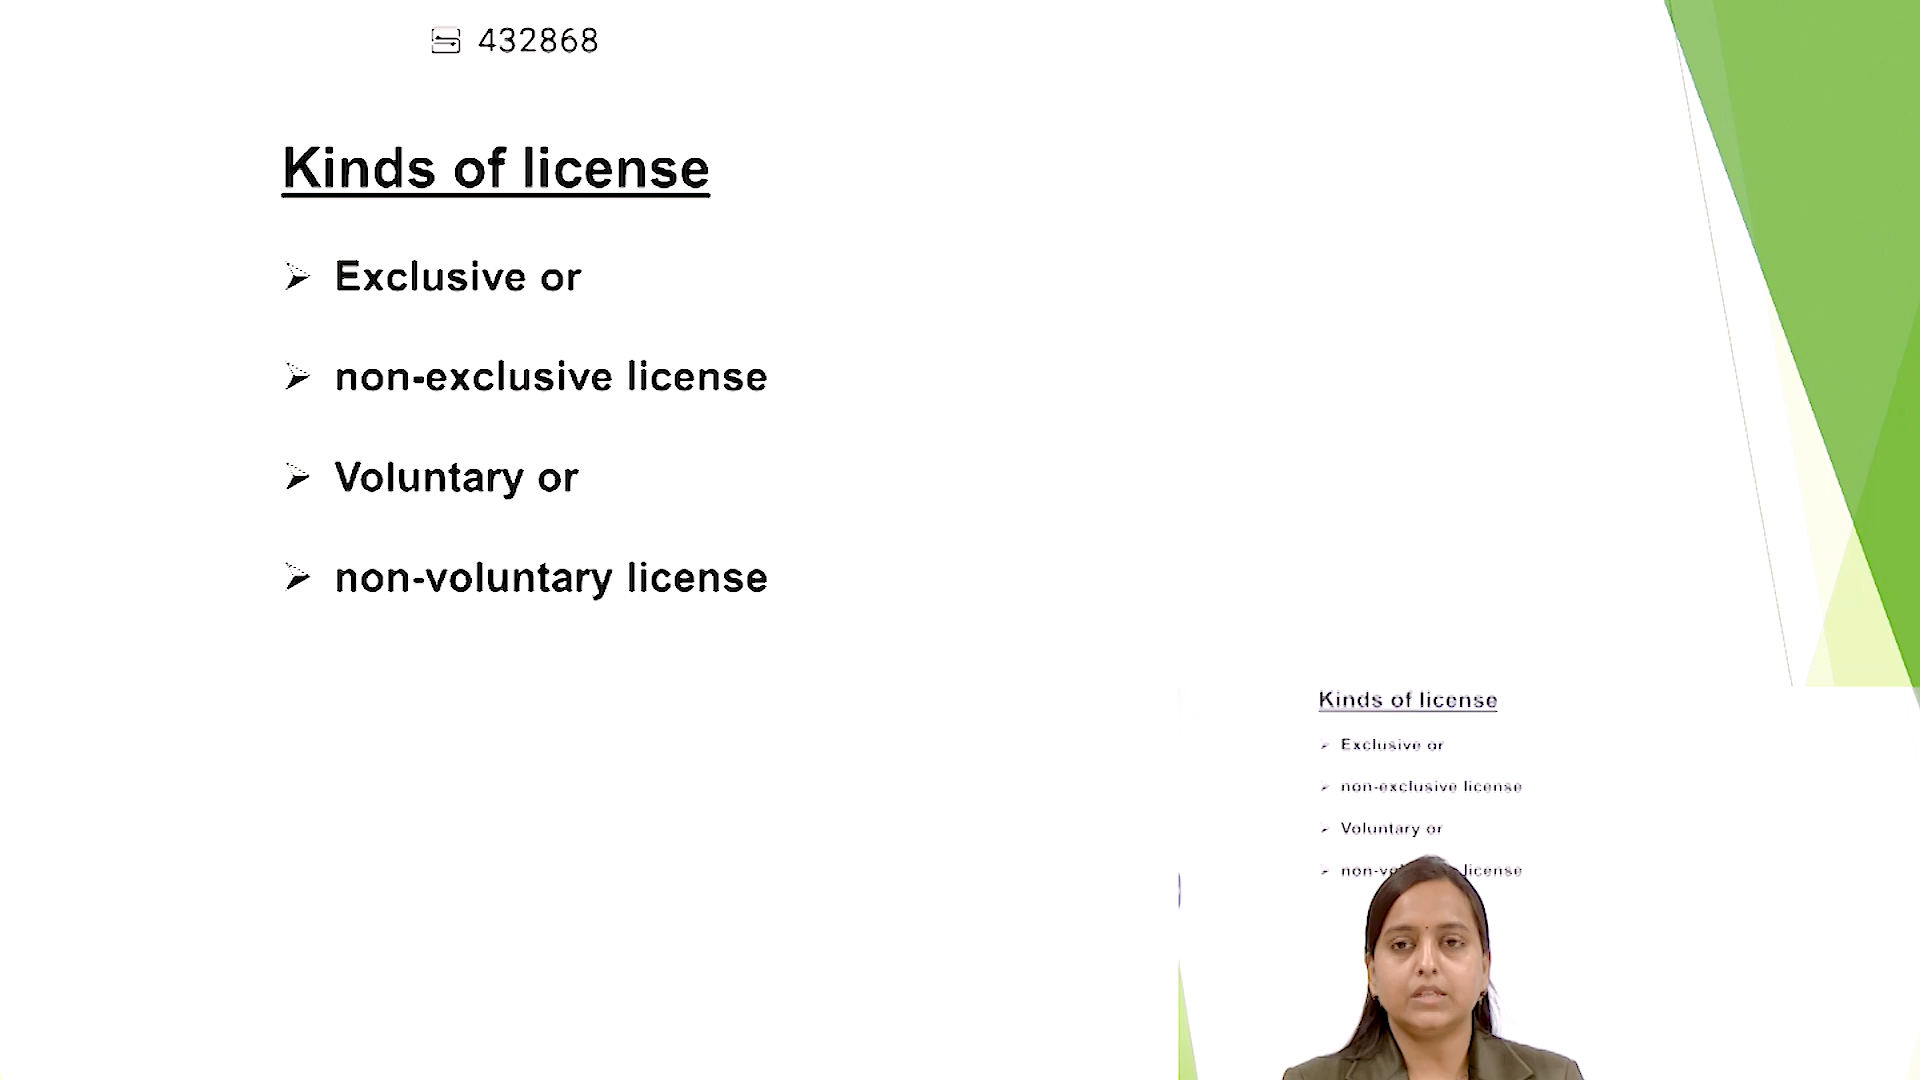 432868
Kinds of license
➢ Exclusive or
➢ non-exclusive license
➢ Voluntary or
➢ non-voluntary license
Kinds of license
➢ Exclusive or
➢ non-exclusive license
➢ Voluntary or
➢ license